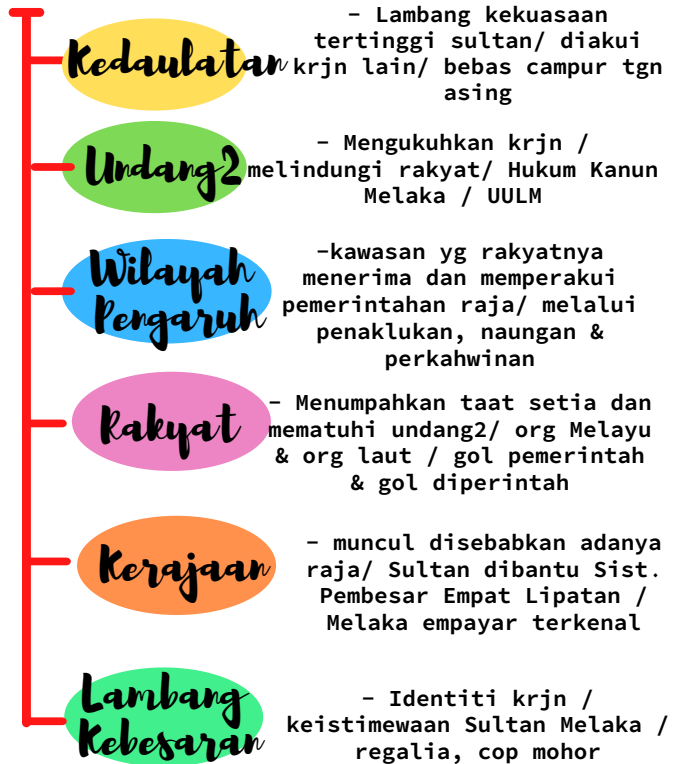 Kedaulatan
- Lambang kekuasaan
tertinggi sultan/ diakui
krjn lain/ bebas campur tgn
asing
Undang2
- Mengukuhkan krjn /
melindungi rakyat/ Hukum Kanun
Melaka / UULM
Wilayah
Pengaruh
-kawasan yg rakyatnya
menerima dan memperakui
pemerintahan raja/ melalui
penaklukan, naungan &
perkahwinan
Rakyat
- Menumpahkan taat setia dan
mematuhi undang2/ org Melayu
& org laut / gol pemerintah
& gol diperintah
Kerajaan
- muncul disebabkan adanya
raja/ Sultan dibantu Sist.
Pembesar Empat Lipatan /
Melaka empayar terkenal
Lambang
Kebesaran
- Identiti krjn /
keistimewaan Sultan Melaka /
regalia, cop mohor